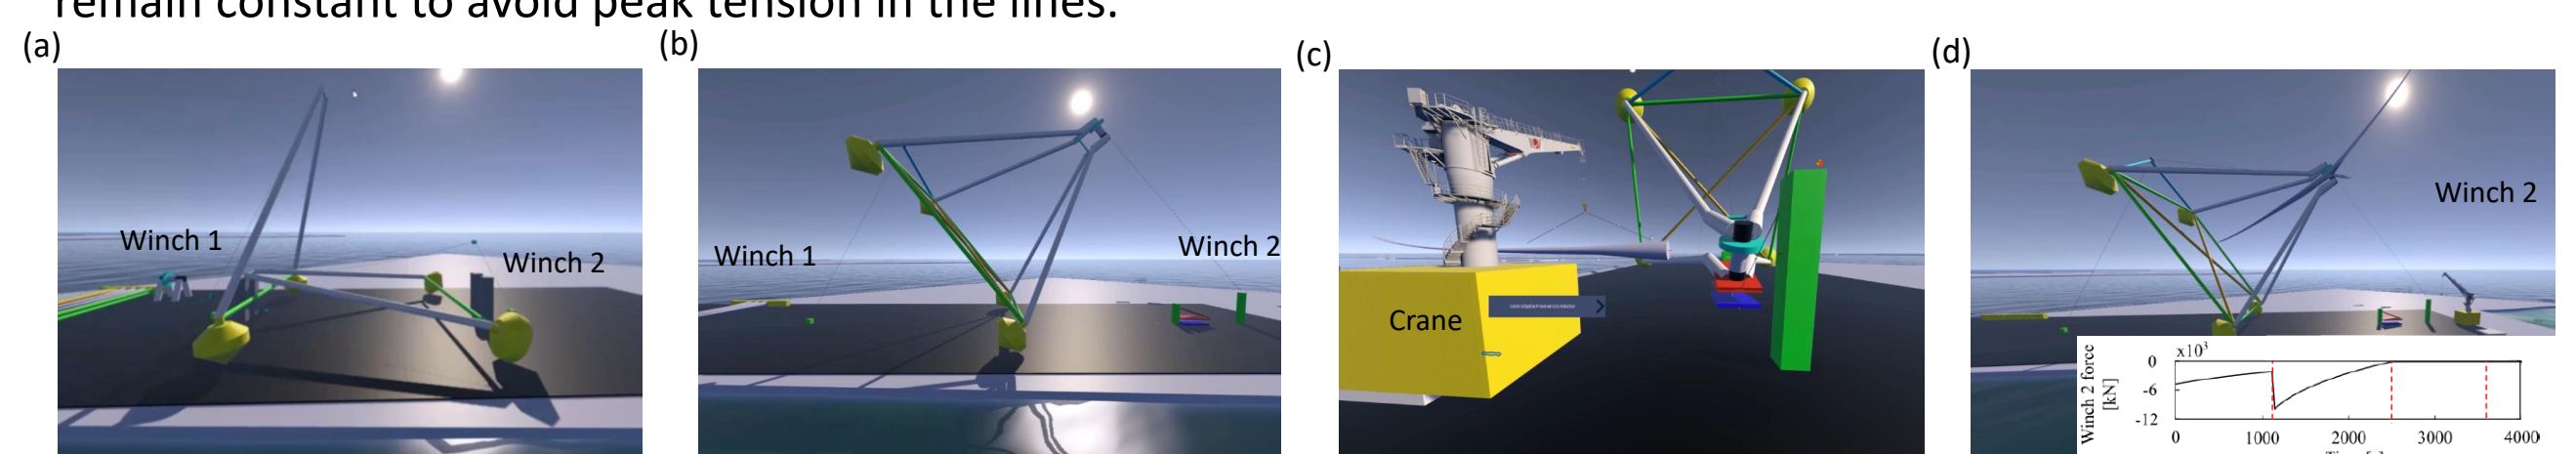 remain constant to avoid peak tension in the lines.
(a)
(b)
(c)
(d)
Winch 1
Winch 2
Winch 1
Winch 2
Crane
Winch 2
Winch 2 force
[kN]
x10³
0
-6
-12
0 1000 2000 3000 4000